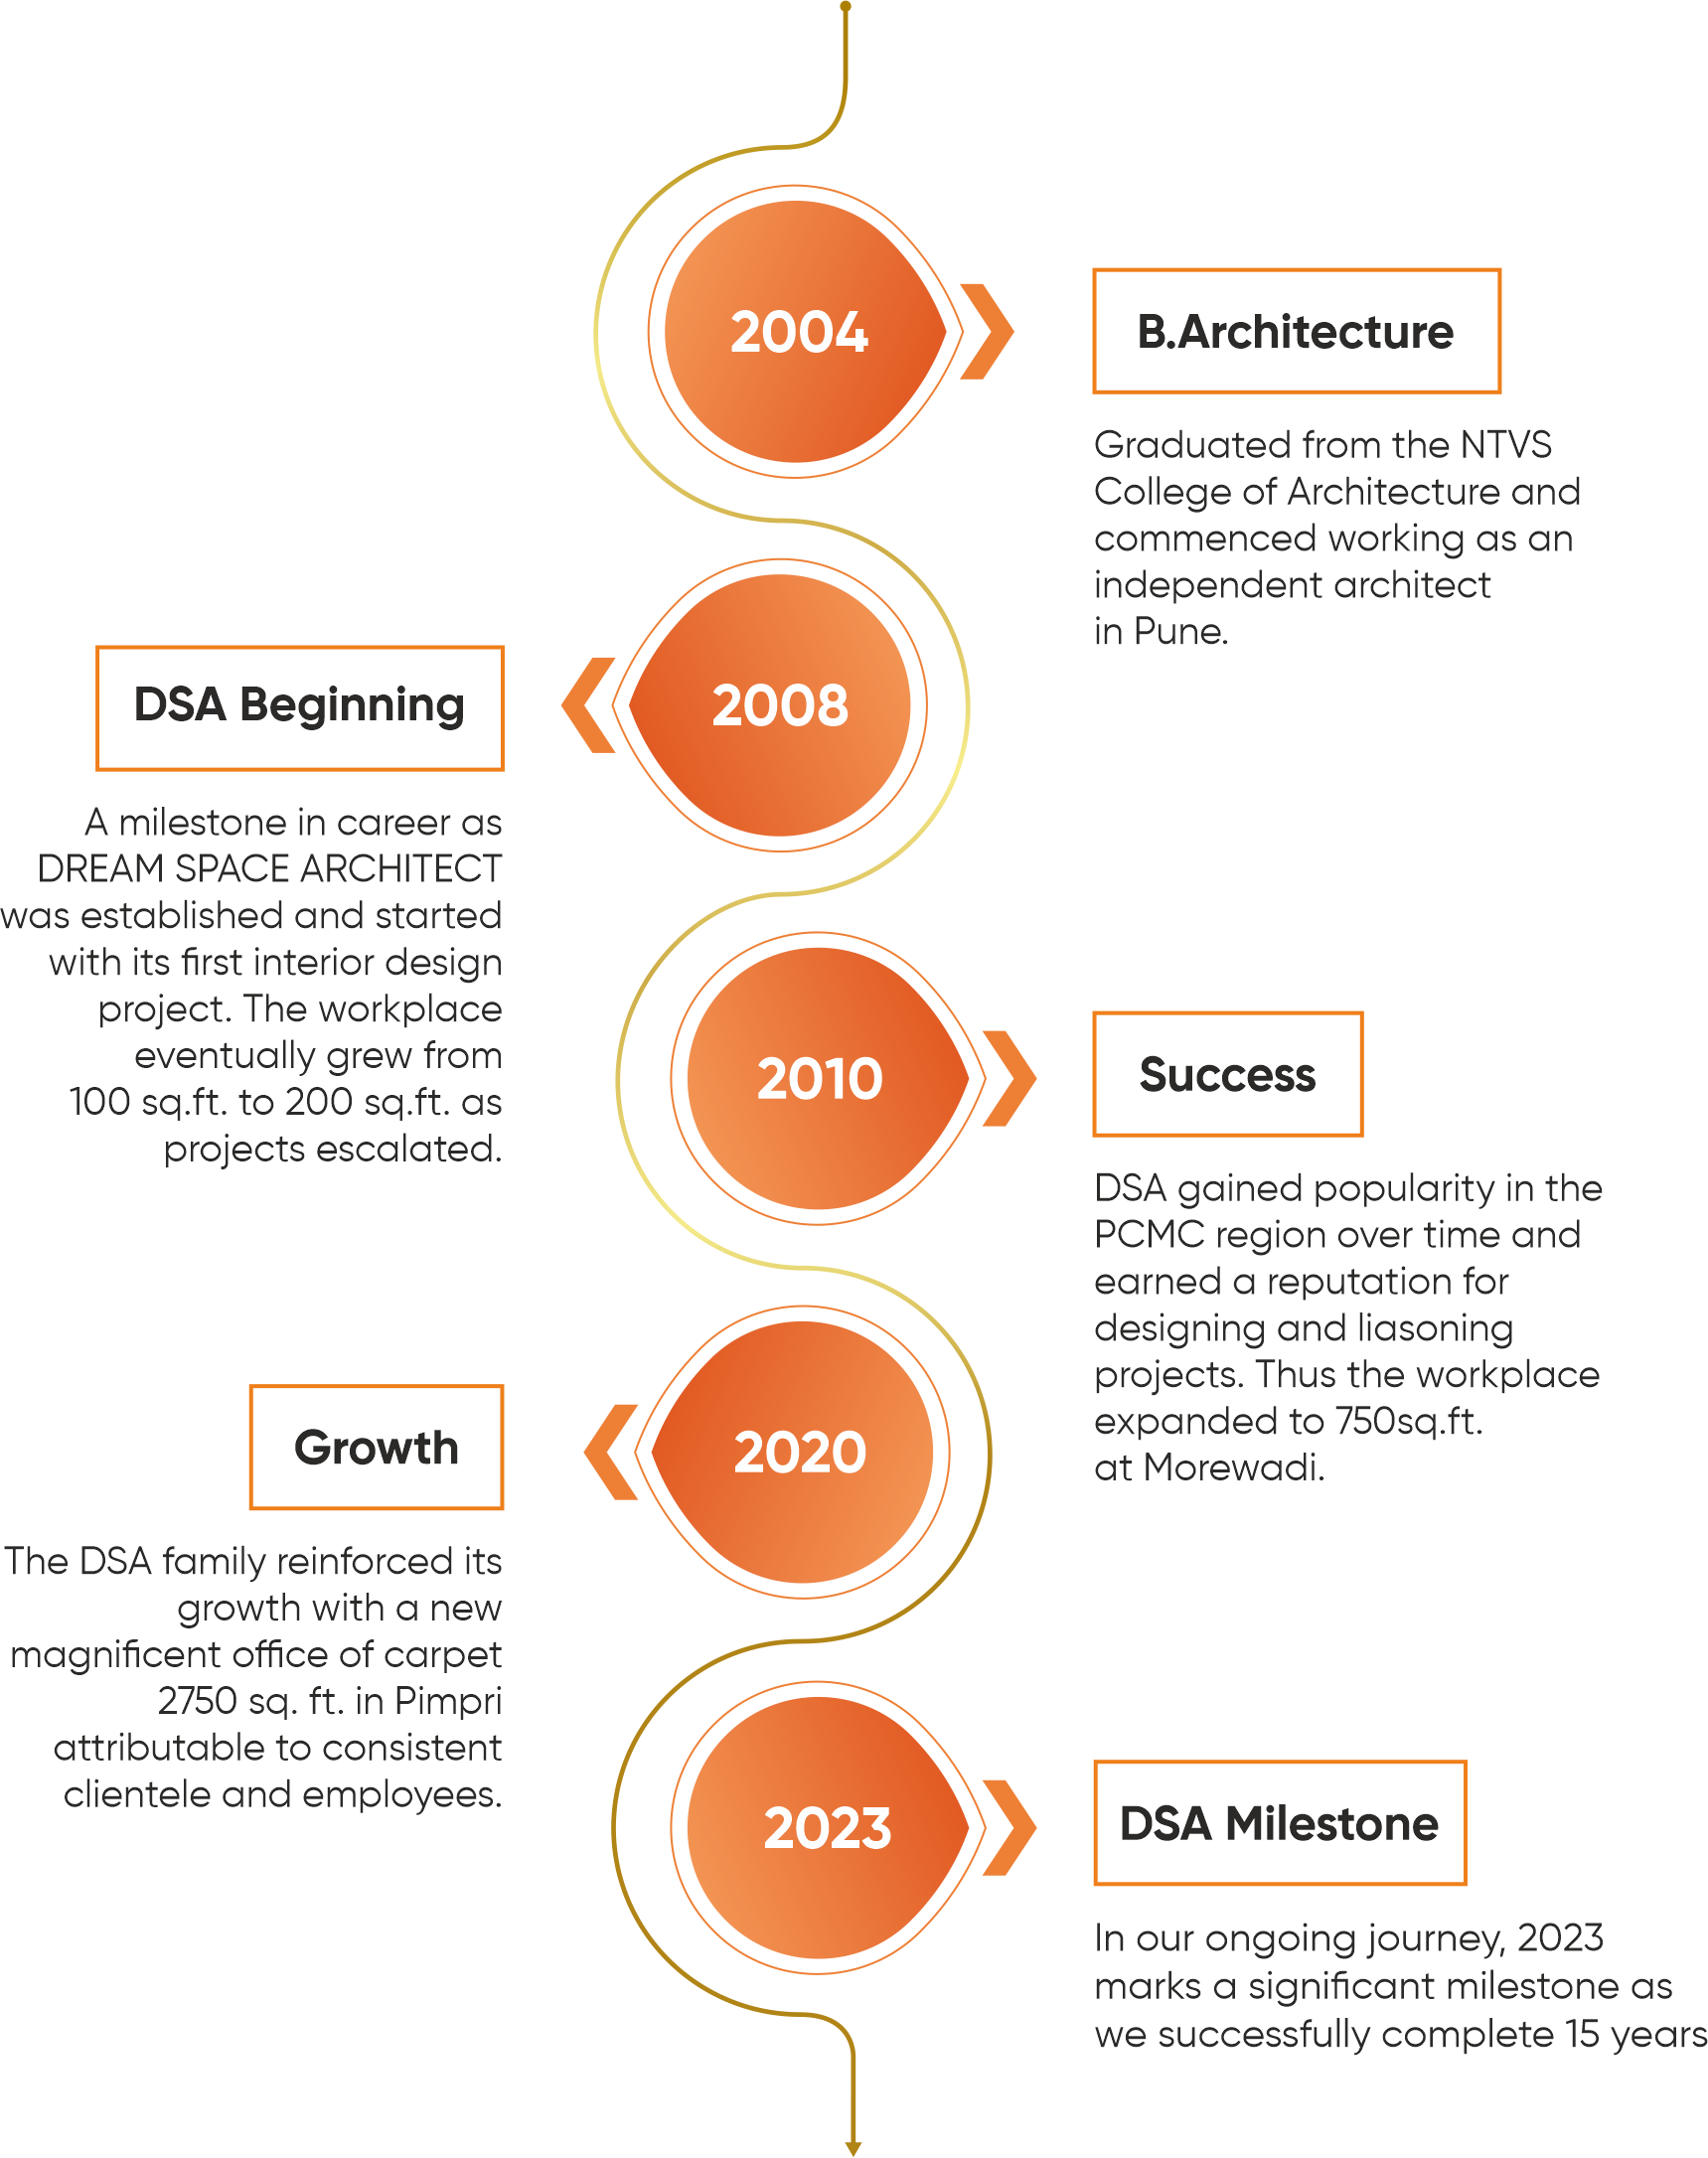 2004
B.Architecture
Graduated from the NTVS
College of Architecture and
commenced working as an
independent architect
in Pune.
2008
DSA Beginning
A milestone in career as
DREAM SPACE ARCHITECT
was established and started
with its first interior design
project. The workplace
eventually grew from
100 sq.ft. to 200 sq.ft. as
projects escalated.
2010
Success
DSA gained popularity in the
PCMC region over time and
earned a reputation for
designing and liasoning
projects. Thus the workplace
expanded to 750sq.ft.
at Morewadi.
2020
Growth
The DSA family reinforced its
growth with a new
magnificent office of carpet
2750 sq. ft. in Pimpri
attributable to consistent
clientele and employees.
2023
DSA Milestone
In our ongoing journey, 2023
marks a significant milestone as
we successfully complete 15 years